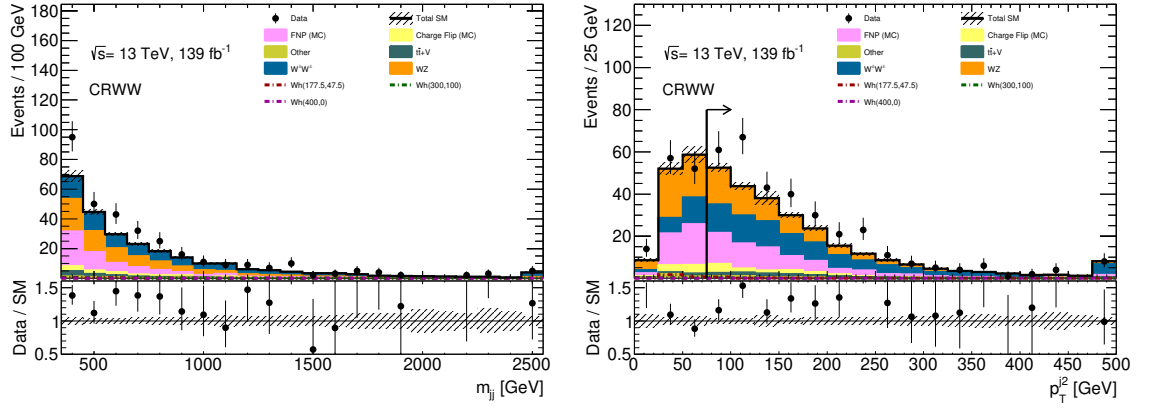 Events / 100 GeV
180
160
140
120
100
80
60
40
20
√s= 13 TeV, 139 fb⁻¹
CRWW
Data
Total SM
FNP (MC)
Charge Flip (MC)
Other
tt̄+V
W±W±
WZ
Wh(177.5,47.5)
Wh(300,100)
Wh(400,0)
Data / SM
1.5
1
0.5
500 1000 1500 2000 2500
m_jj [GeV]
Events / 25 GeV
120
100
80
60
40
20
0
√s= 13 TeV, 139 fb⁻¹
CRWW
Data
Total SM
FNP (MC)
Charge Flip (MC)
Other
tt̄+V
W±W±
WZ
Wh(177.5,47.5)
Wh(300,100)
Wh(400,0)
Data / SM
1.5
1
0.5
0 50 100 150 200 250 300 350 400 450 500
p_T^j2 [GeV]